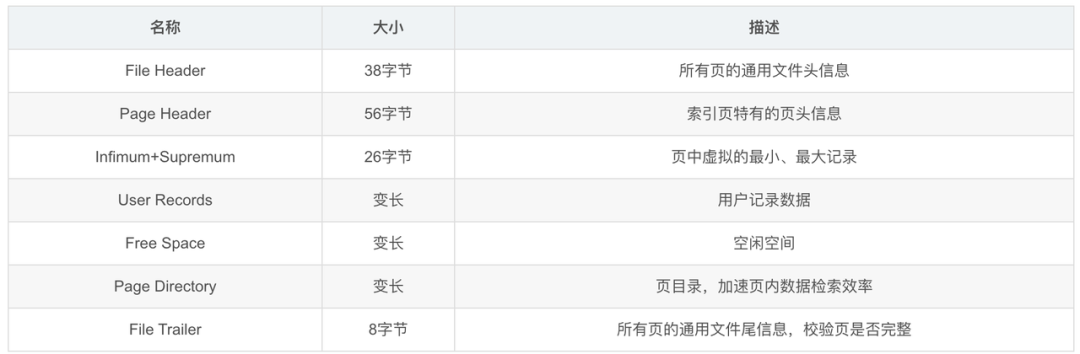 名称 大小 描述
File Header 38字节 所有页的通用文件头信息
Page Header 56字节 索引页特有的页头信息
Infimum+Supremum 26字节 页中虚拟的最小、最大记录
User Records 变长 用户记录数据
Free Space 变长 空闲空间
Page Directory 变长 页目录，加速页内数据检索效率
File Trailer 8字节 所有页的通用文件尾信息，校验页是否完整